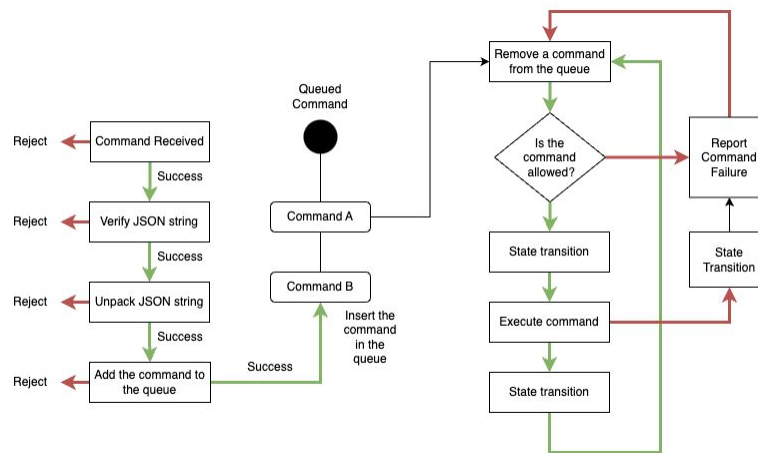 Command Received
Reject
Success
Verify JSON string
Reject
Success
Unpack JSON string
Reject
Success
Add the command to
the queue
Reject
Success
Queued
Command
Command A
Command B
Insert the
command
in the
queue
Remove a command
from the queue
Is the
command
allowed?
State transition
Execute command
State transition
Report
Command
Failure
State
Transition